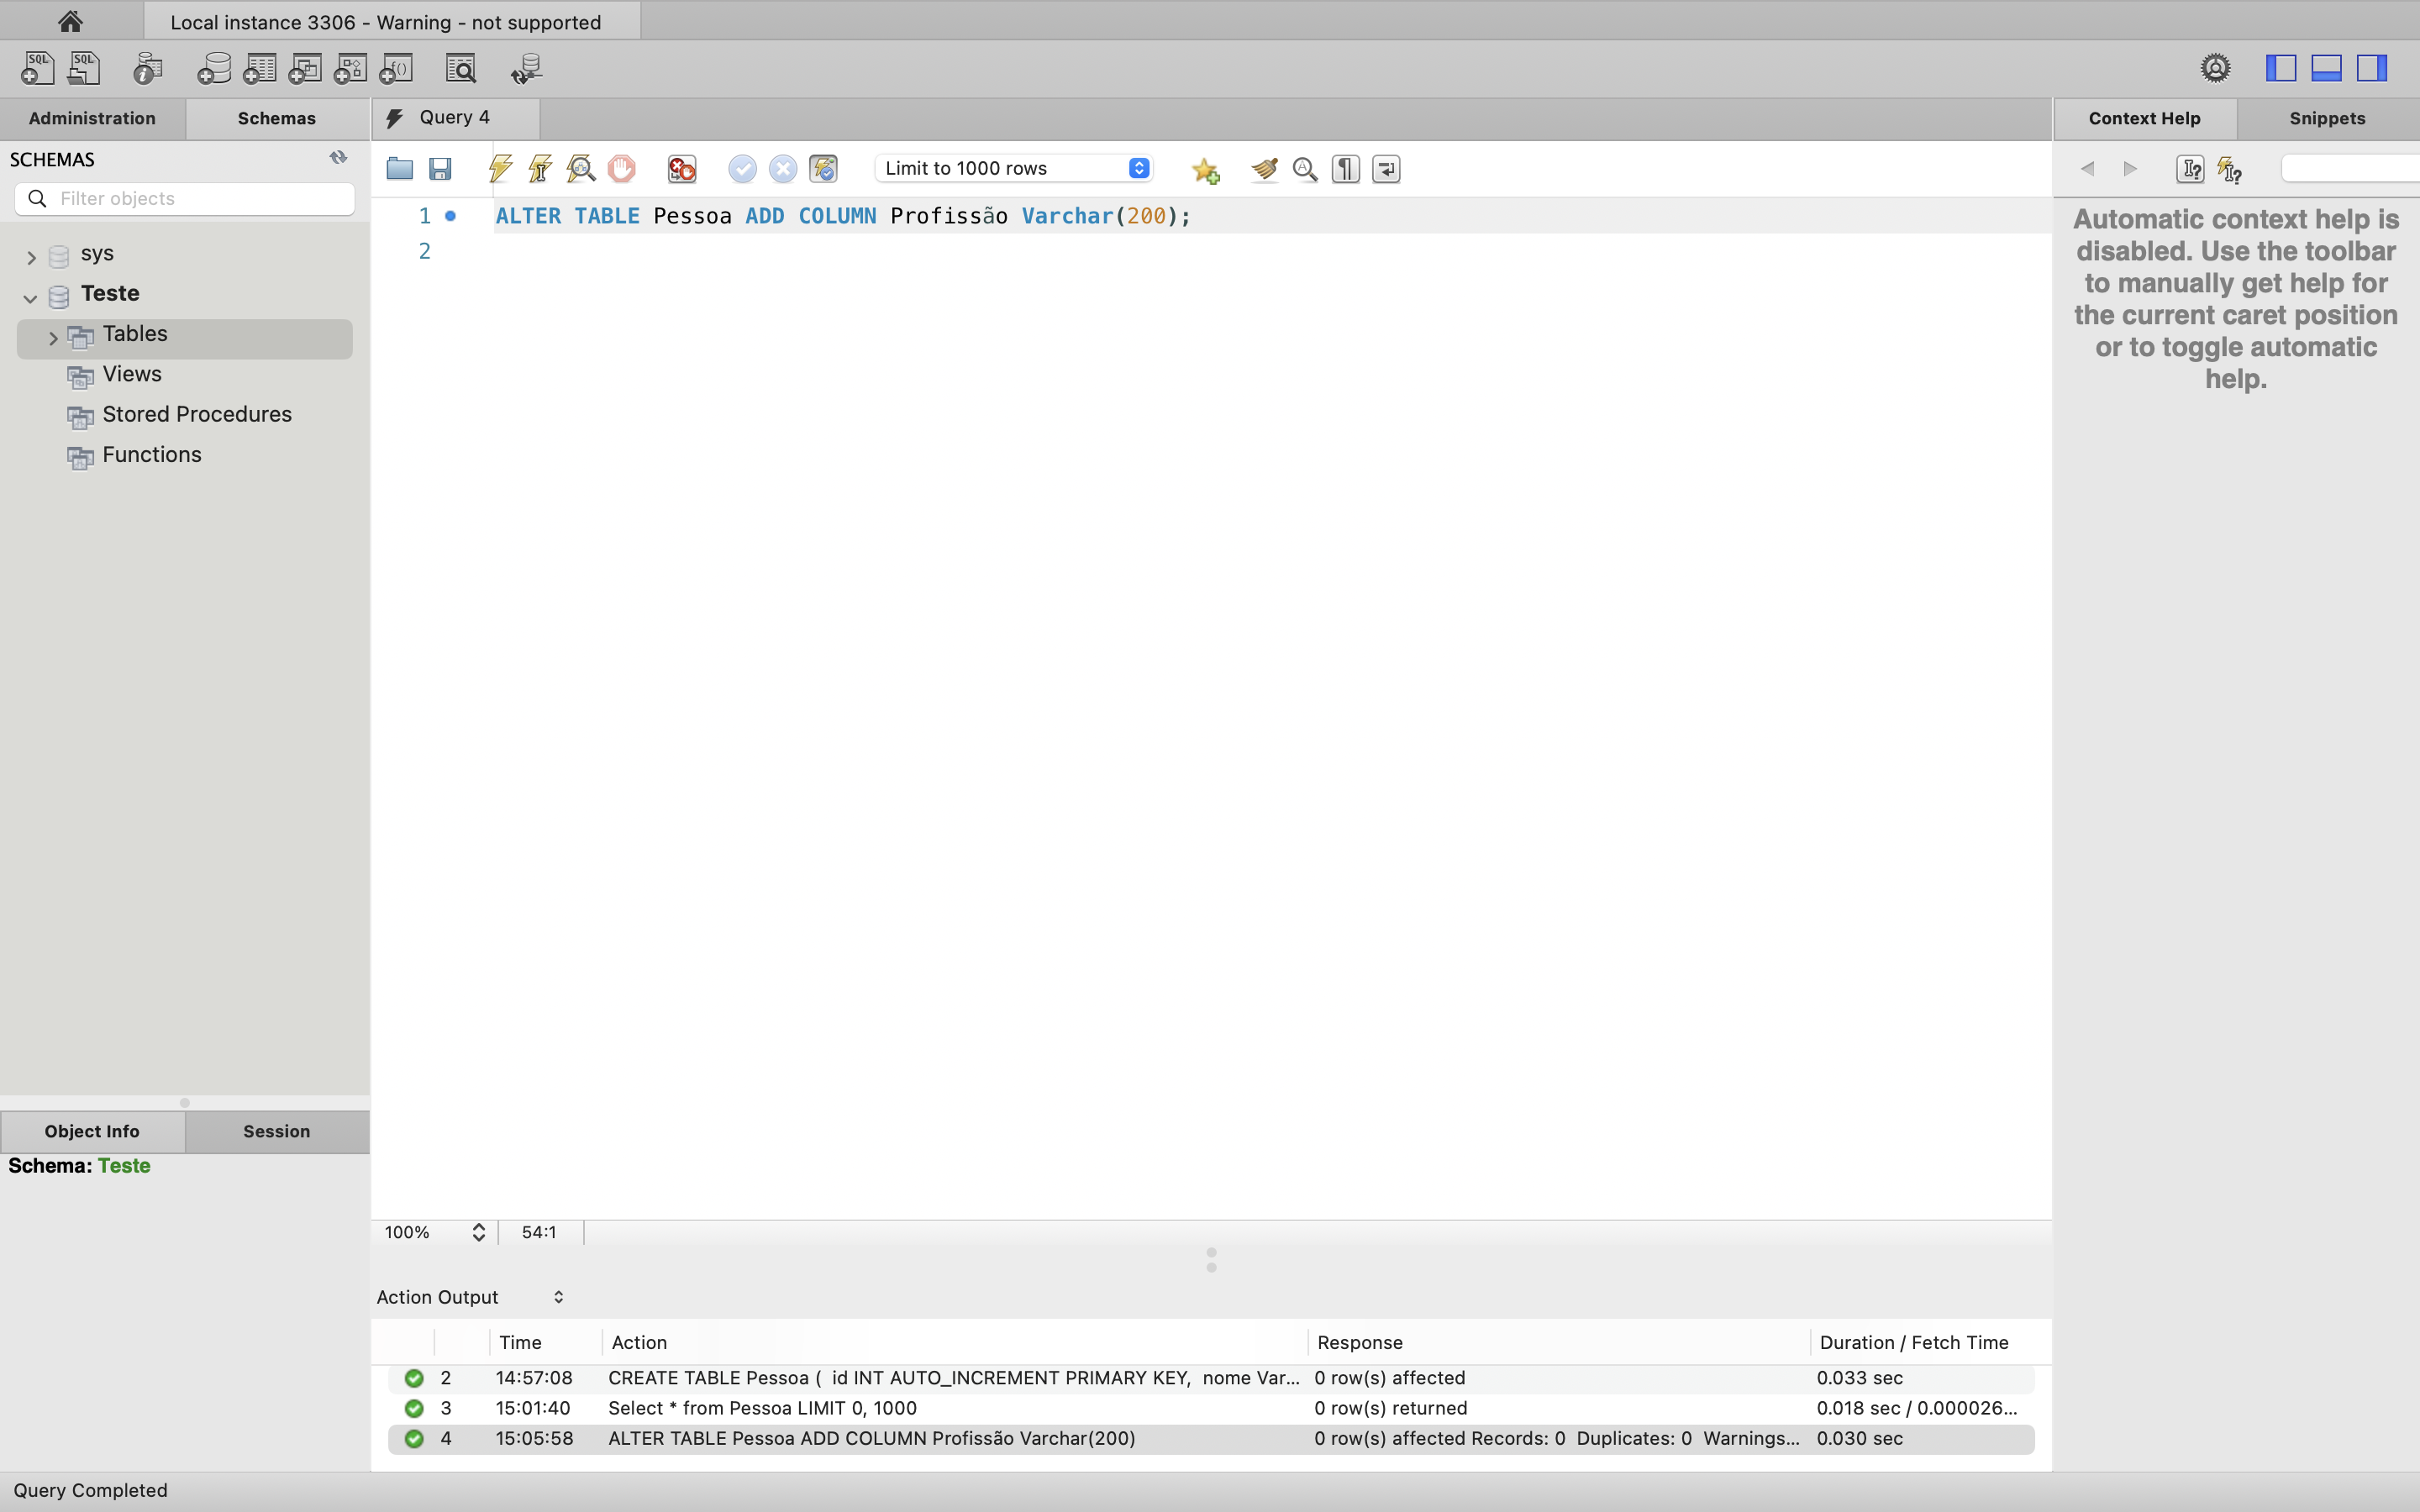 Local instance 3306 - Warning - not supported
Administration
Schemas
Query 4
Context Help
Snippets
SCHEMAS
Filter objects
Limit to 1000 rows
sys
Teste
Tables
Views
Stored Procedures
Functions
1 ALTER TABLE Pessoa ADD COLUMN Profissão Varchar(200);
2
Automatic context help is
disabled. Use the toolbar
to manually get help for
the current caret position
or to toggle automatic
help.
Object Info
Session
Schema: Teste
100%
54:1
Action Output
Time Action Response Duration / Fetch Time
2 14:57:08 CREATE TABLE Pessoa ( id INT AUTO_INCREMENT PRIMARY KEY, nome Var... 0 row(s) affected 0.033 sec
3 15:01:40 Select * from Pessoa LIMIT 0, 1000 0 row(s) returned 0.018 sec / 0.000026...
4 15:05:58 ALTER TABLE Pessoa ADD COLUMN Profissão Varchar(200) 0 row(s) affected Records: 0 Duplicates: 0 Warnings... 0.030 sec
Query Completed